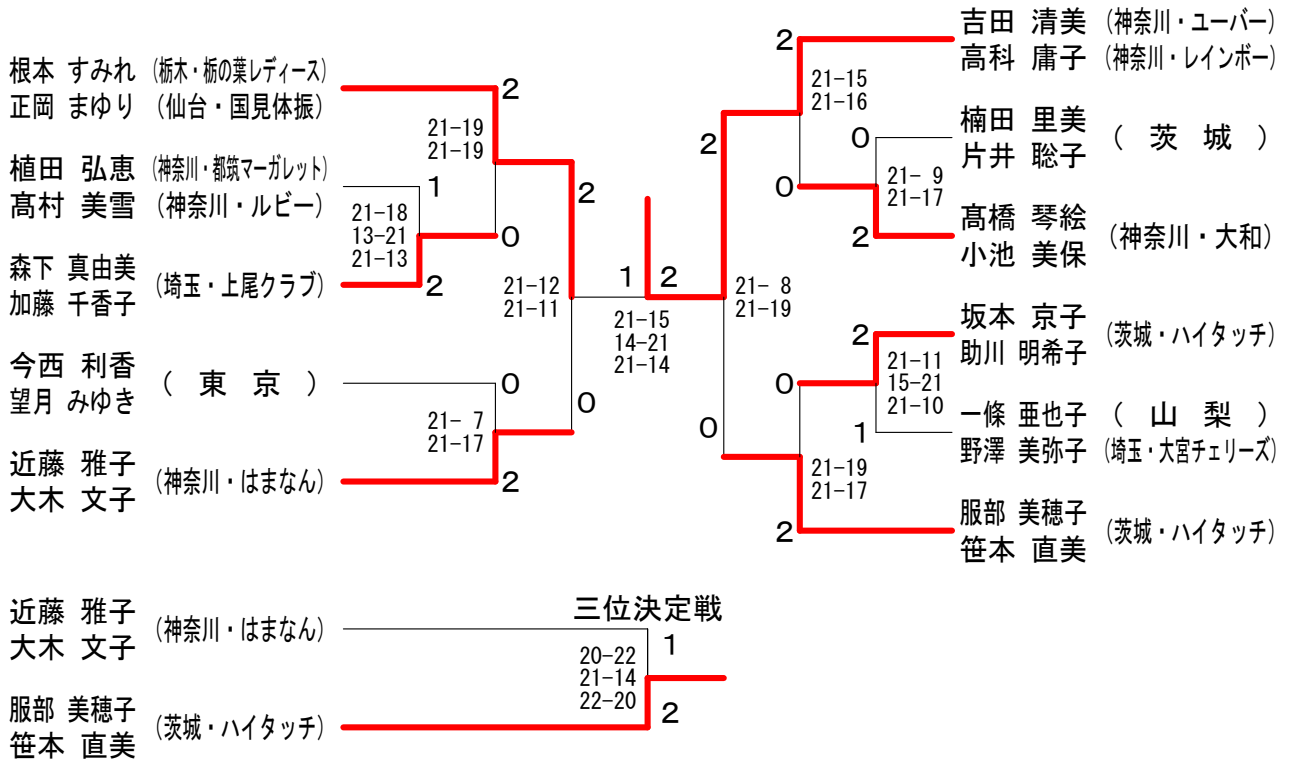 根本 すみれ (栃木・栃の葉レディース)
正岡 まゆり (仙台・国見体振)
2
21-19
21-19
植田 弘恵 (神奈川・都筑マーガレット)
髙村 美雪 (神奈川・ルビー)
1
21-18
13-21
21-13
0
森下 真由美
加藤 千香子
(埼玉・上尾クラブ)
2
2
21-12
21-11
今西 利香
望月 みゆき
( 東 京 )
0
21- 7
21-17
0
近藤 雅子
大木 文子
(神奈川・はまなん)
2
1 2
21-15
14-21
21-14
吉田 清美 (神奈川・ユーバー)
高科 庸子 (神奈川・レインボー)
2
21-15
21-16
2
楠田 里美
片井 聡子
( 茨 城 )
0
21- 9
21-17
0
髙橋 琴絵
小池 美保
(神奈川・大和)
2
21- 8
21-19
坂本 京子
助川 明希子
(茨城・ハイタッチ)
2
21-11
15-21
21-10
0
一條 亜也子 ( 山 梨 )
野澤 美弥子 (埼玉・大宮チェリーズ)
1
0
21-19
21-17
服部 美穂子
笹本 直美
(茨城・ハイタッチ)
2
三位決定戦
近藤 雅子
大木 文子
(神奈川・はまなん)
1
20-22
21-14
22-20
服部 美穂子
笹本 直美
(茨城・ハイタッチ)
2